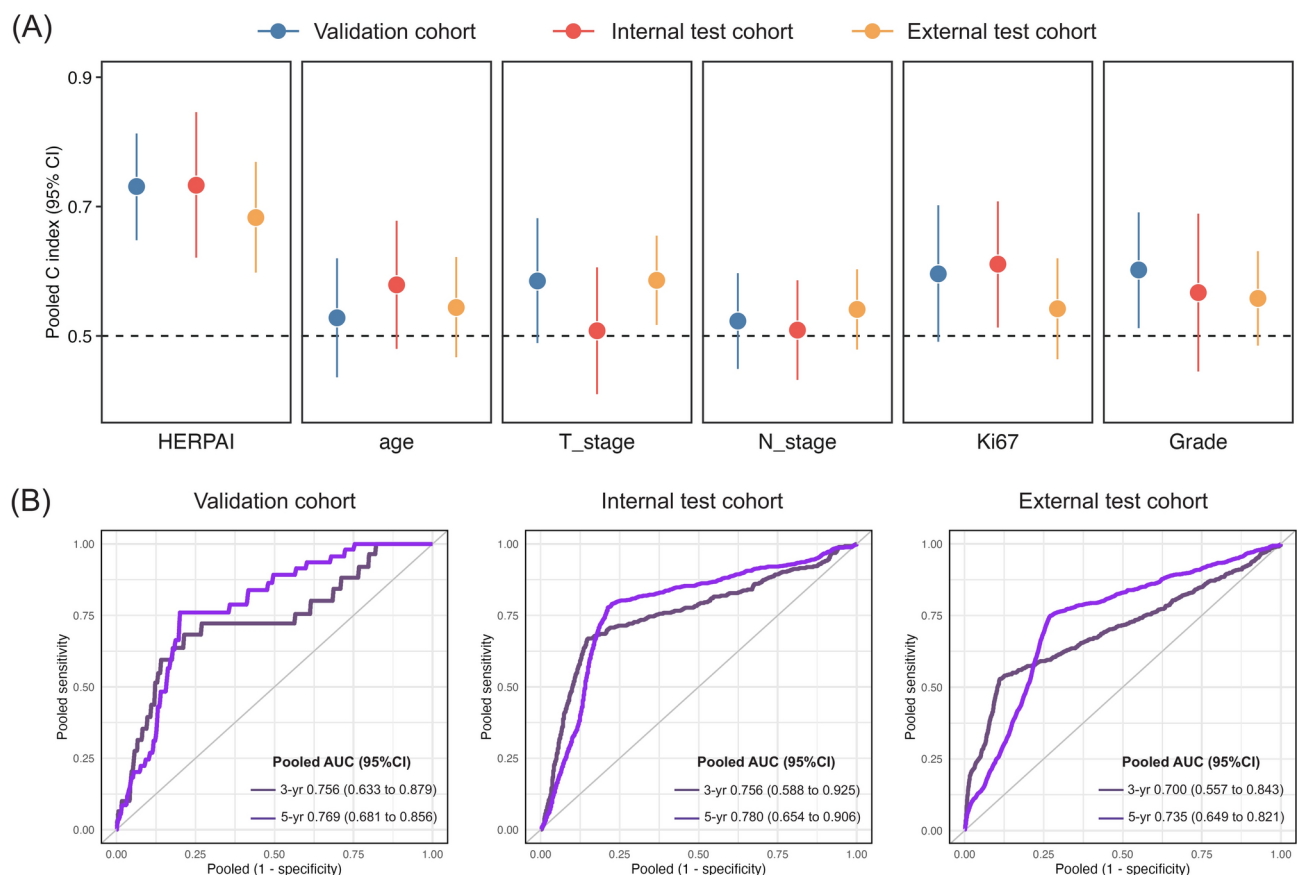 (A)
Validation cohort Internal test cohort External test cohort
Pooled C index (95% CI)
0.9
0.7
0.5
HERPAI age T_stage N_stage Ki67 Grade
(B)
Validation cohort Internal test cohort External test cohort
Pooled sensitivity
1.00
0.75
0.50
0.25
0.00
Pooled AUC (95%CI)
3-yr 0.756 (0.633 to 0.879)
5-yr 0.769 (0.681 to 0.856)
0.00 0.25 0.50 0.75 1.00
Pooled (1 - specificity)
Pooled sensitivity
1.00
0.75
0.50
0.25
0.00
Pooled AUC (95%CI)
3-yr 0.756 (0.588 to 0.925)
5-yr 0.780 (0.654 to 0.906)
0.00 0.25 0.50 0.75 1.00
Pooled (1 - specificity)
Pooled sensitivity
1.00
0.75
0.50
0.25
0.00
Pooled AUC (95%CI)
3-yr 0.700 (0.557 to 0.843)
5-yr 0.735 (0.649 to 0.821)
0.00 0.25 0.50 0.75 1.00
Pooled (1 - specificity)